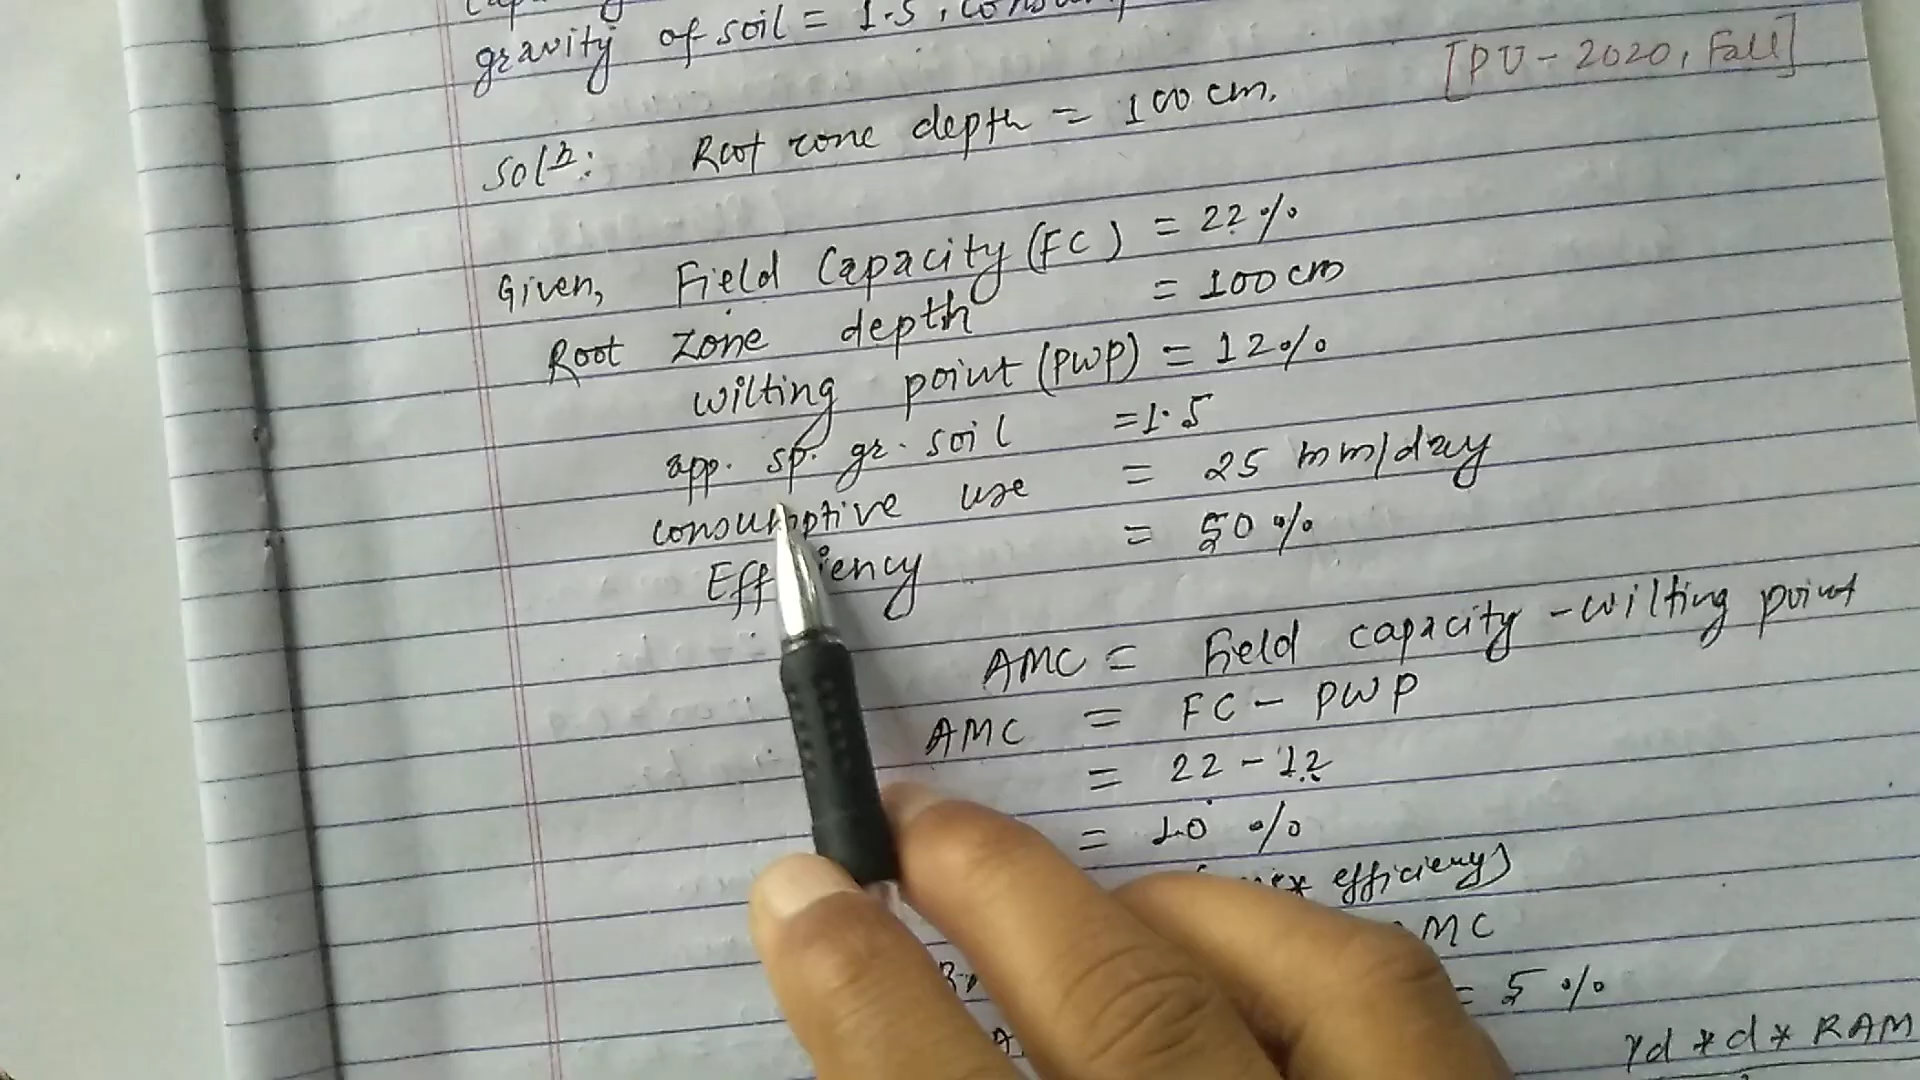 gravity of soil = 1.5,
[PU - 2020, Fall]
Solⁿ: Root zone depth = 100 cm.
Given, Field Capacity (FC) = 22%
Root zone depth = 100 cm
wilting point (PWP) = 12%
app. sp. gr. soil = 1.5
consumptive use = 25 mm/day
Efficiency = 50%
AMC = Field capacity - wilting point
AMC = FC - PWP
= 22 - 12
= 10 %
efficiency)
AMC
= 5 %
γd * d * RAM